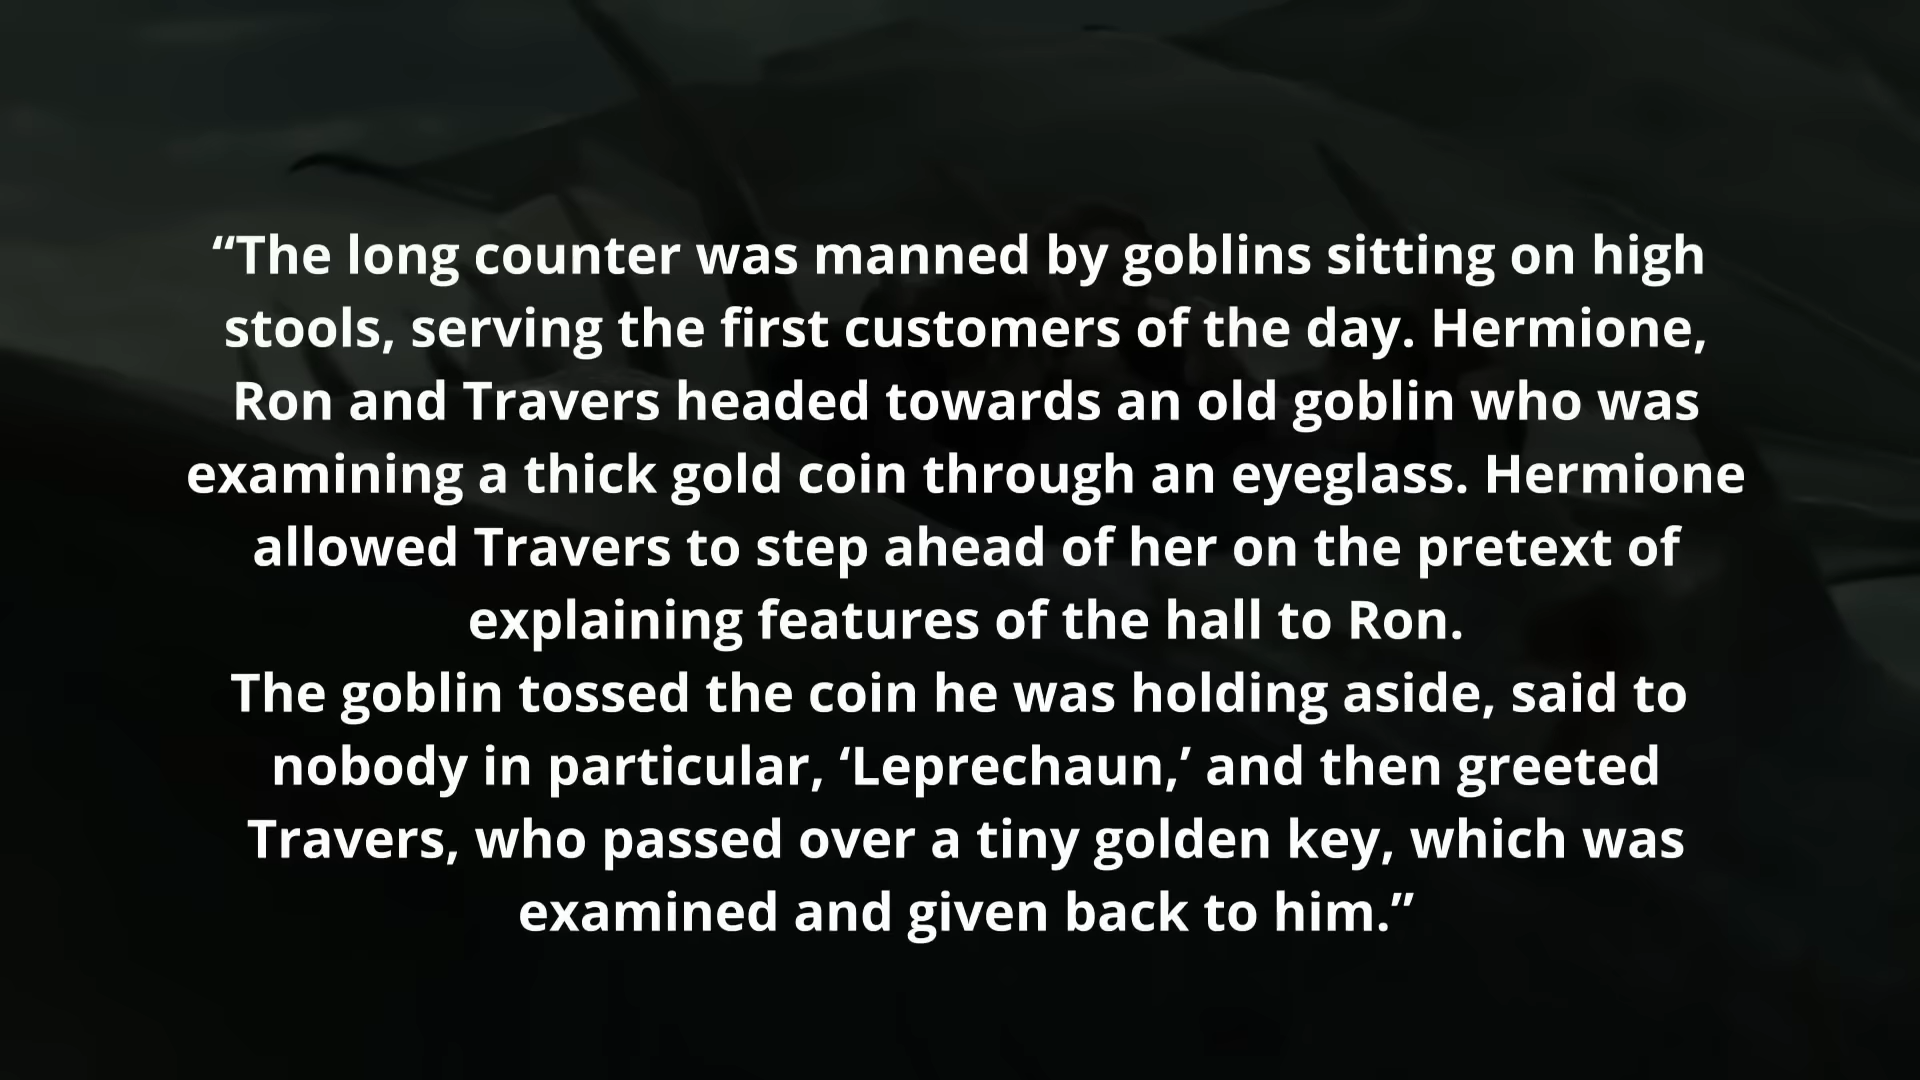 “The long counter was manned by goblins sitting on high
stools, serving the first customers of the day. Hermione,
Ron and Travers headed towards an old goblin who was
examining a thick gold coin through an eyeglass. Hermione
allowed Travers to step ahead of her on the pretext of
explaining features of the hall to Ron.
The goblin tossed the coin he was holding aside, said to
nobody in particular, ‘Leprechaun,’ and then greeted
Travers, who passed over a tiny golden key, which was
examined and given back to him.”